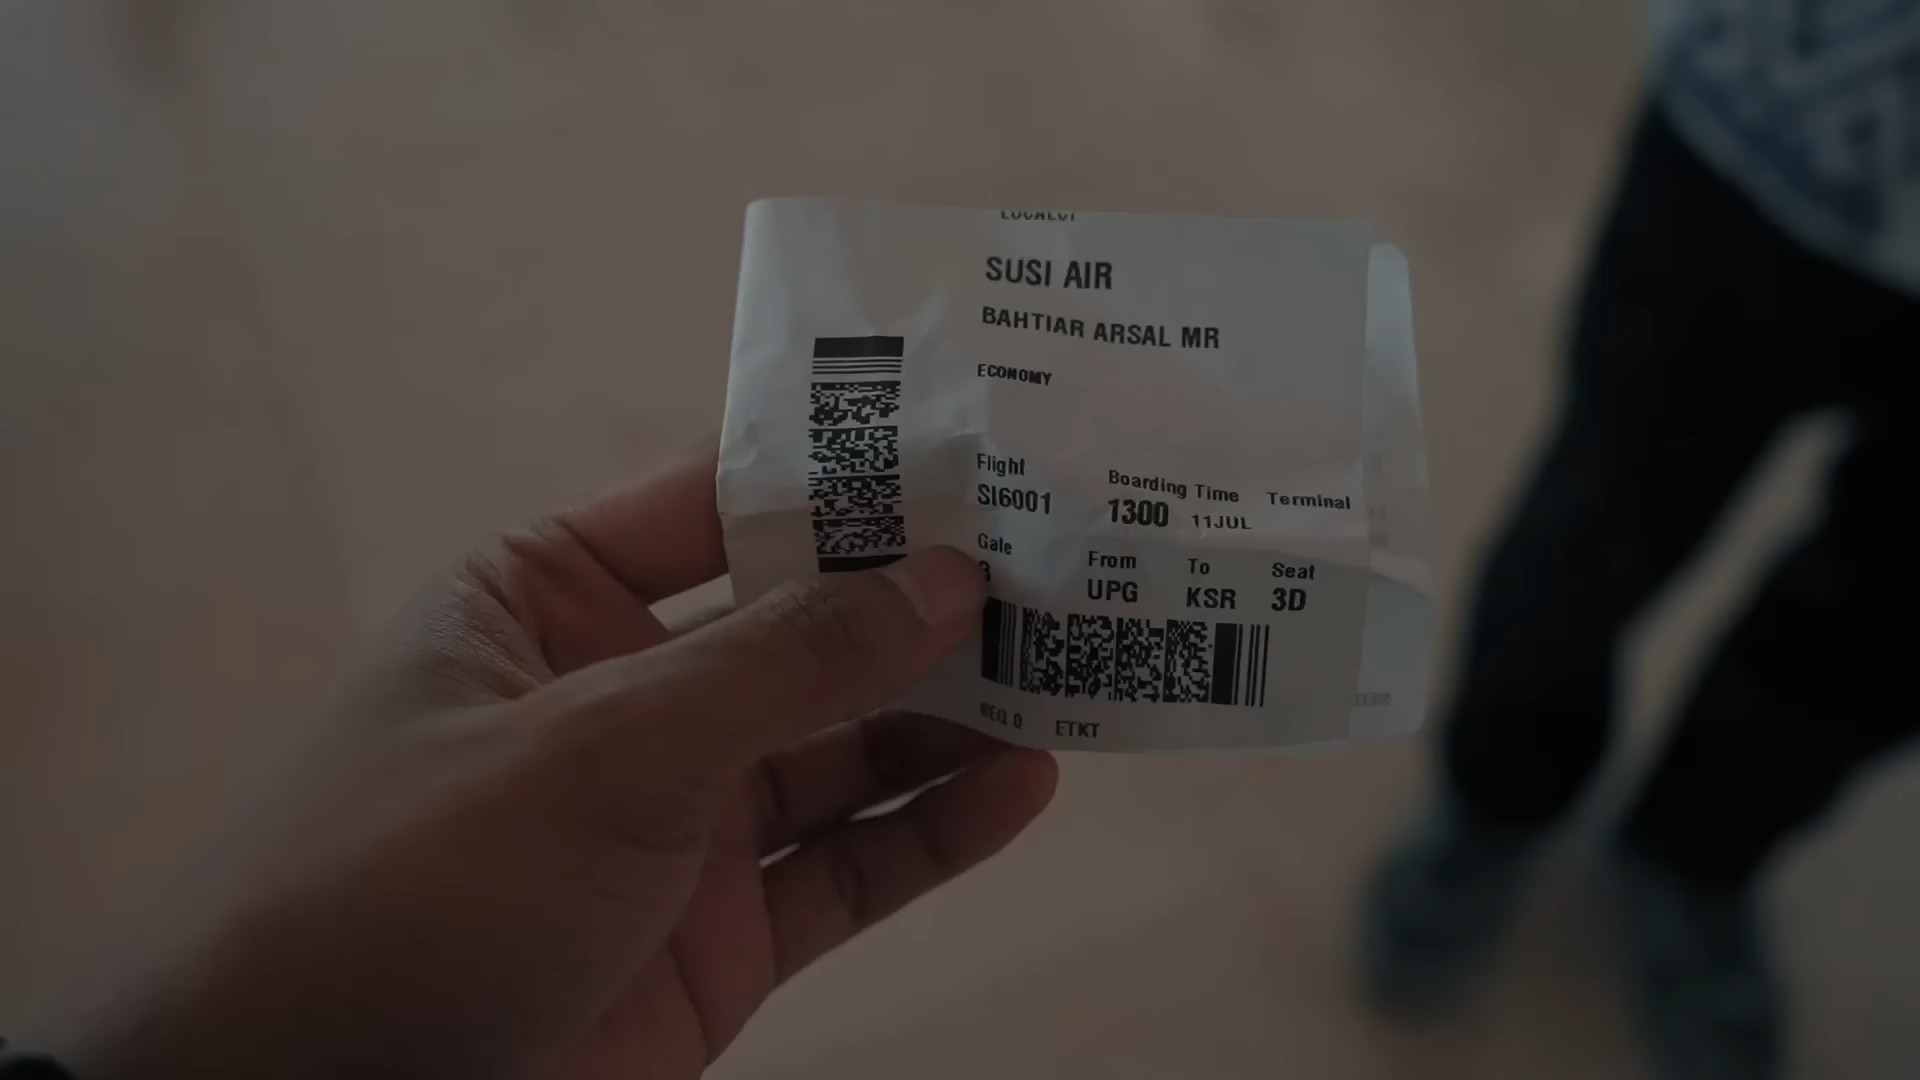 SUSI AIR
BAHTIAR ARSAL MR
ECONOMY
Flight Boarding Time Terminal
SI6001 1300 11JUL
Gate From To Seat
3 UPG KSR 3D
ETKT